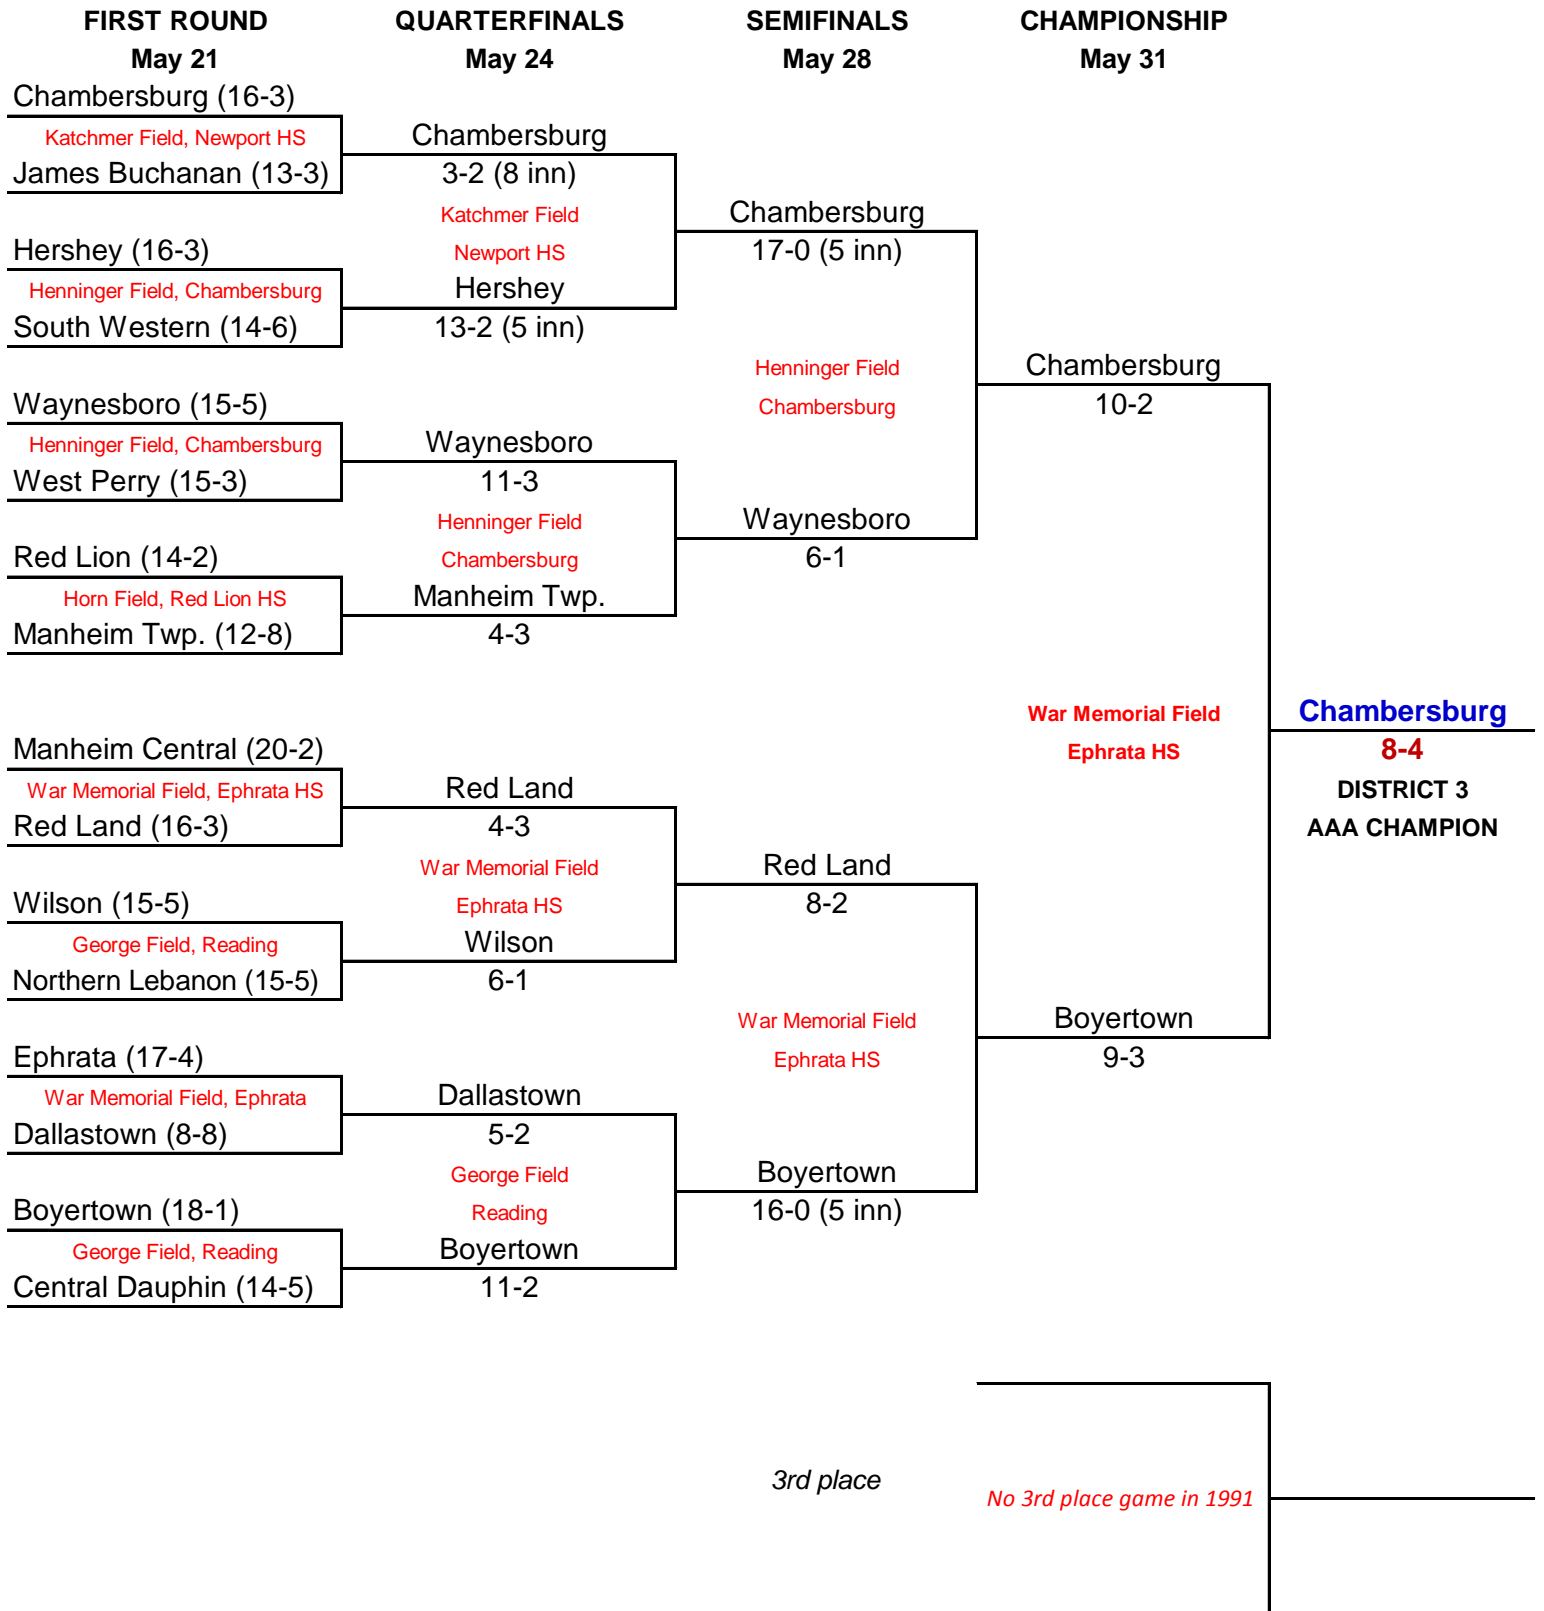 FIRST ROUND QUARTERFINALS SEMIFINALS CHAMPIONSHIP
May 21 May 24 May 28 May 31
Chambersburg (16-3)
Katchmer Field, Newport HS
James Buchanan (13-3)
Hershey (16-3)
Henninger Field, Chambersburg
South Western (14-6)
Waynesboro (15-5)
Henninger Field, Chambersburg
West Perry (15-3)
Red Lion (14-2)
Horn Field, Red Lion HS
Manheim Twp. (12-8)
Manheim Central (20-2)
War Memorial Field, Ephrata HS
Red Land (16-3)
Wilson (15-5)
George Field, Reading
Northern Lebanon (15-5)
Ephrata (17-4)
War Memorial Field, Ephrata
Dallastown (8-8)
Boyertown (18-1)
George Field, Reading
Central Dauphin (14-5)
Chambersburg
3-2 (8 inn)
Katchmer Field
Newport HS
Hershey
13-2 (5 inn)
Waynesboro
11-3
Henninger Field
Chambersburg
Manheim Twp.
4-3
Red Land
4-3
War Memorial Field
Ephrata HS
Wilson
6-1
Dallastown
5-2
George Field
Reading
Boyertown
11-2
Chambersburg
17-0 (5 inn)
Henninger Field
Chambersburg
Waynesboro
6-1
Red Land
8-2
War Memorial Field
Ephrata HS
Boyertown
16-0 (5 inn)
Chambersburg
10-2
War Memorial Field
Ephrata HS
Boyertown
9-3
Chambersburg
8-4
DISTRICT 3
AAA CHAMPION
3rd place
No 3rd place game in 1991